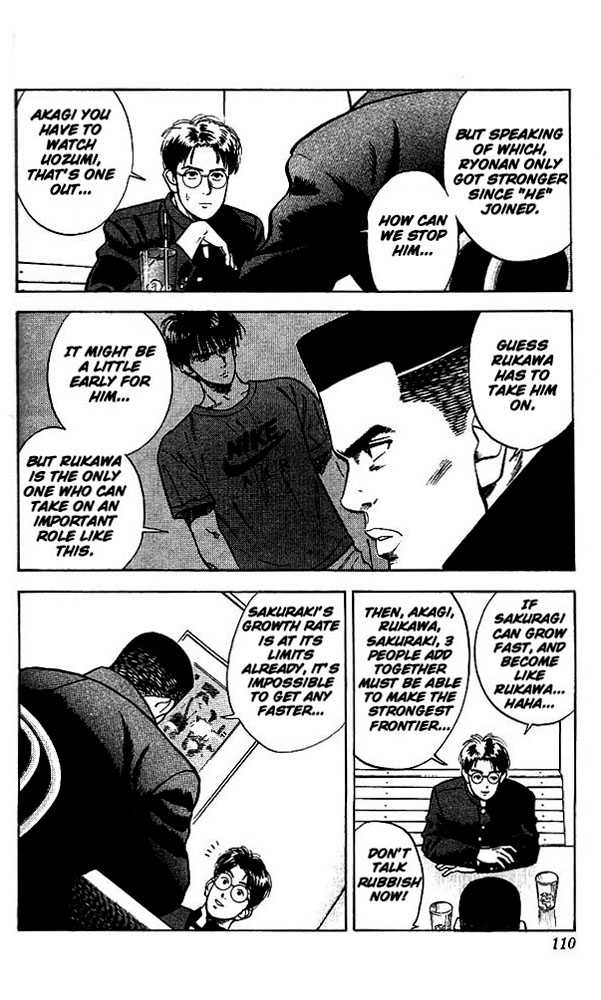 BUT SPEAKING
OF WHICH,
RYONAN ONLY
GOT STRONGER
SINCE "HE"
JOINED.
HOW CAN
WE STOP
HIM...
AKAGI YOU
HAVE TO
WATCH
UOZUMI,
THAT'S ONE
OUT...
GUESS
RUKAWA
HAS TO
TAKE HIM
ON.
IT MIGHT BE
A LITTLE
EARLY FOR
HIM...
BUT RUKAWA
IS THE ONLY
ONE WHO CAN
TAKE ON AN
IMPORTANT
ROLE LIKE
THIS.
NIKE
IF
SAKURAGI
CAN GROW
FAST, AND
BECOME
LIKE
RUKAWA...
HAHA...
THEN, AKAGI,
RUKAWA,
SAKURAKI, 3
PEOPLE ADD
TOGETHER
MUST BE ABLE
TO MAKE THE
STRONGEST
FRONTIER...
DON'T
TALK
RUBBISH
NOW!
SAKURAKI'S
GROWTH RATE
IS AT ITS
LIMITS
ALREADY, IT'S
IMPOSSIBLE
TO GET ANY
FASTER...
110